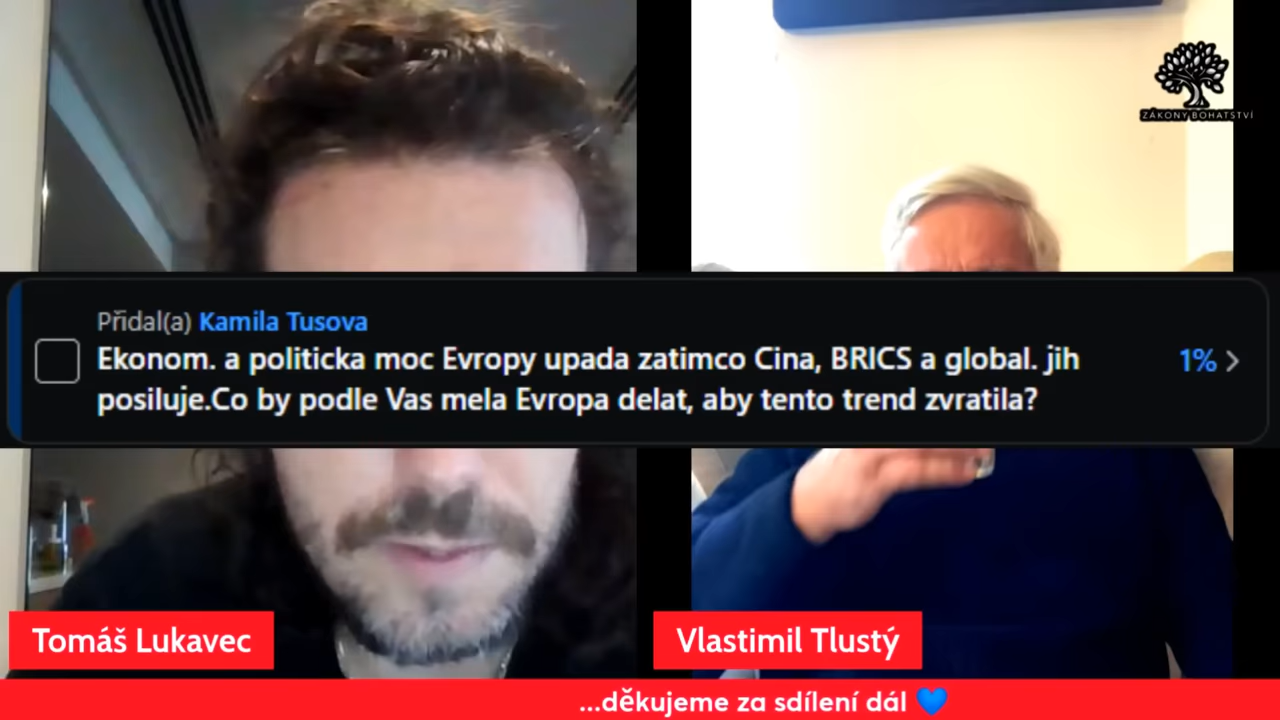 ZÁKONY BOHATSTVÍ
Přidal(a) Kamila Tusova
Ekonom. a politicka moc Evropy upada zatimco Cina, BRICS a global. jih
posiluje.Co by podle Vas mela Evropa delat, aby tento trend zvratila?
1%
Tomáš Lukavec
Vlastimil Tlustý
...děkujeme za sdílení dál 💙